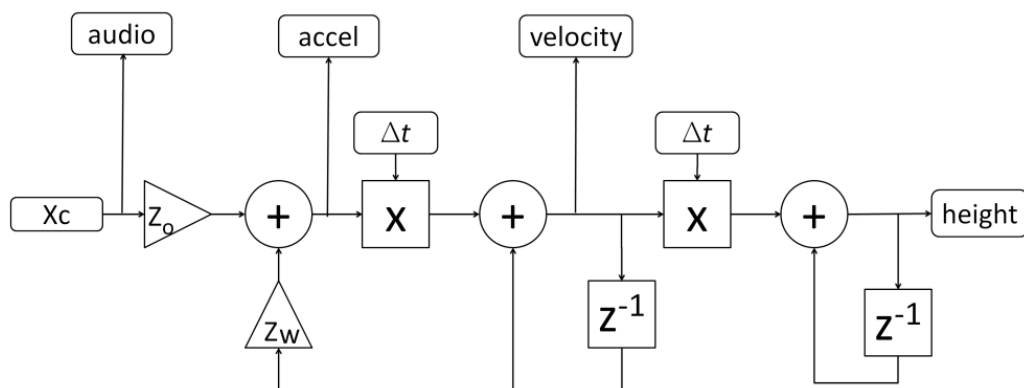 audio
accel
velocity
Δt
Δt
Xc
Zo
+
X
+
X
+
height
Zw
Z-1
Z-1